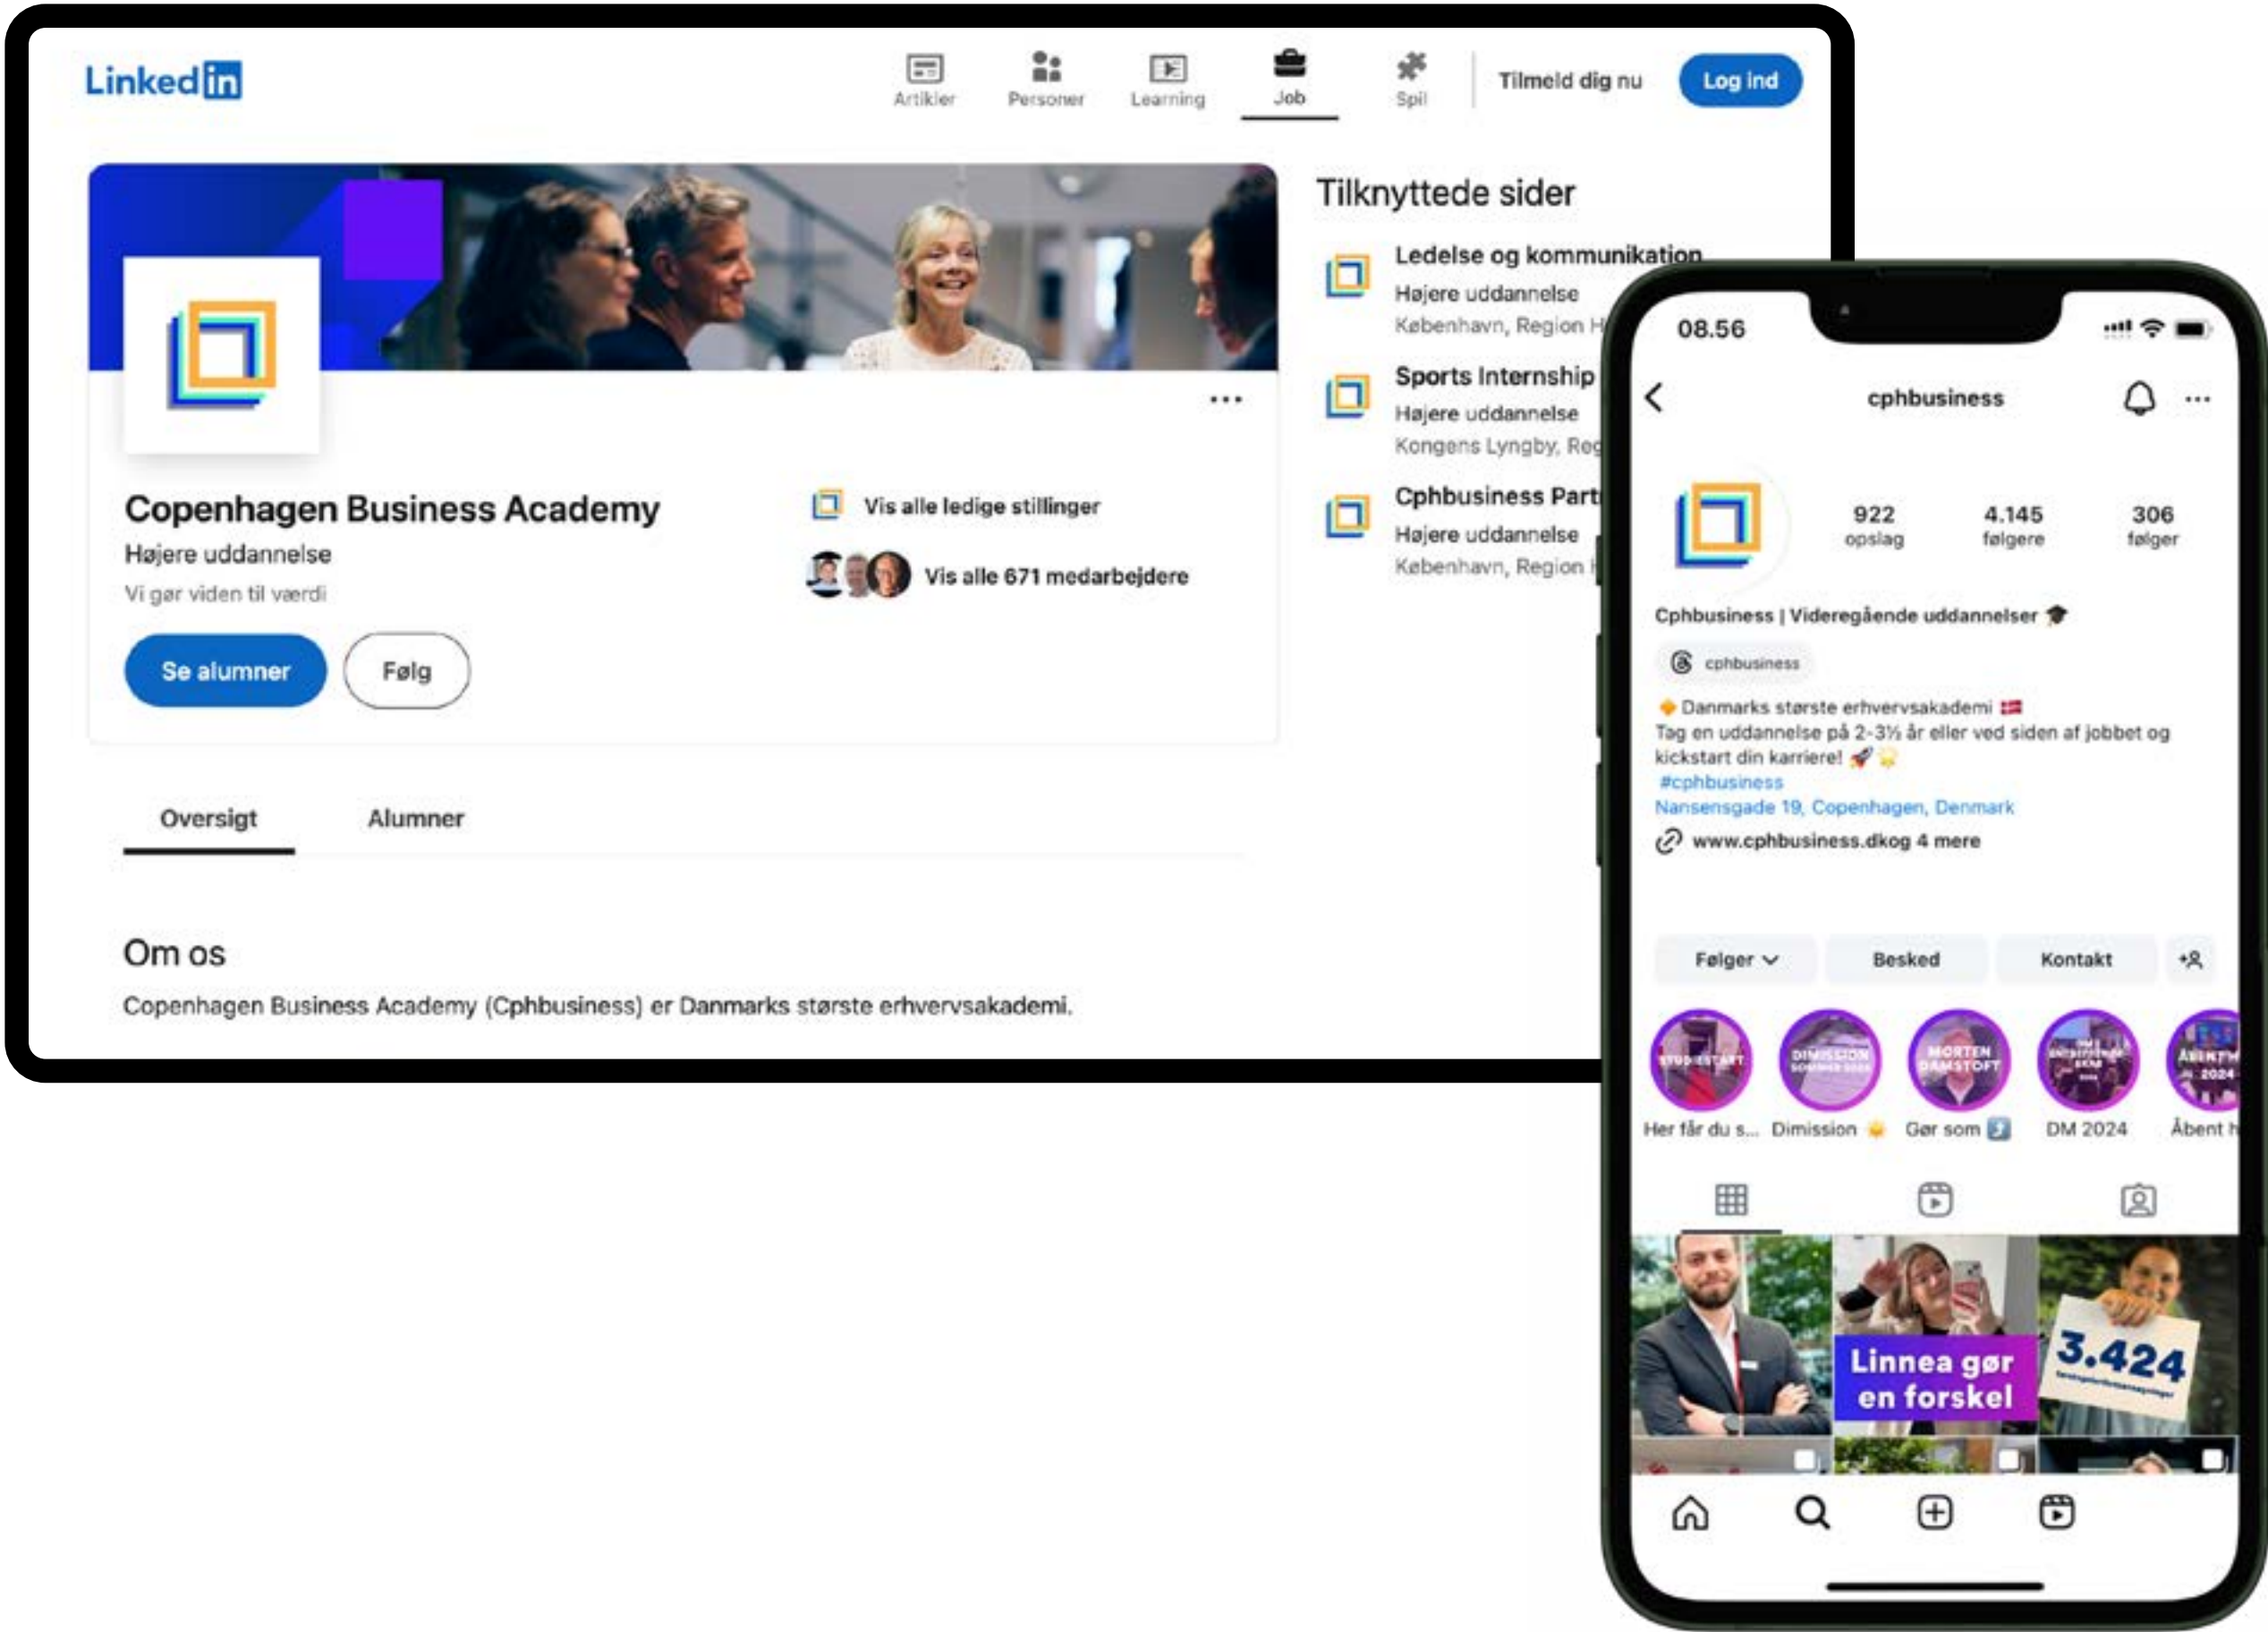 Linkedin
Artikler
Personer
Learning
Job
Spil
Tilmeld dig nu
Log ind
Copenhagen Business Academy
Højere uddannelse
Vi gør viden til værdi
Vis alle ledige stillinger
Vis alle 671 medarbejdere
Se alumner
Følg
Oversigt
Alumner
Om os
Copenhagen Business Academy (Cphbusiness) er Danmarks største erhvervsakademi.
Tilknyttede sider
Ledelse og kommunikation
Højere uddannelse
København, Region H
Sports Internship
Højere uddannelse
Kongens Lyngby, Reg
Cphbusiness Part
Højere uddannelse
København, Region
08.56
cphbusiness
922
opslag
4.145
følgere
306
følger
Cphbusiness | Videregående uddannelser 🎓
cphbusiness
🔶 Danmarks største erhvervsakademi 🇩🇰
Tag en uddannelse på 2-3½ år eller ved siden af jobbet og
kickstart din karriere! 🚀🌟
#cphbusiness
Nansensgade 19, Copenhagen, Denmark
www.cphbusiness.dkog 4 mere
Følger
Besked
Kontakt
STUDIESTART
DIMISSION
MORTEN
DAMSTOFT
2024
Her får du s...
Dimission ☀️
Gør som ⤴️
DM 2024
Åbent h
Linnea gør
en forskel
3.424